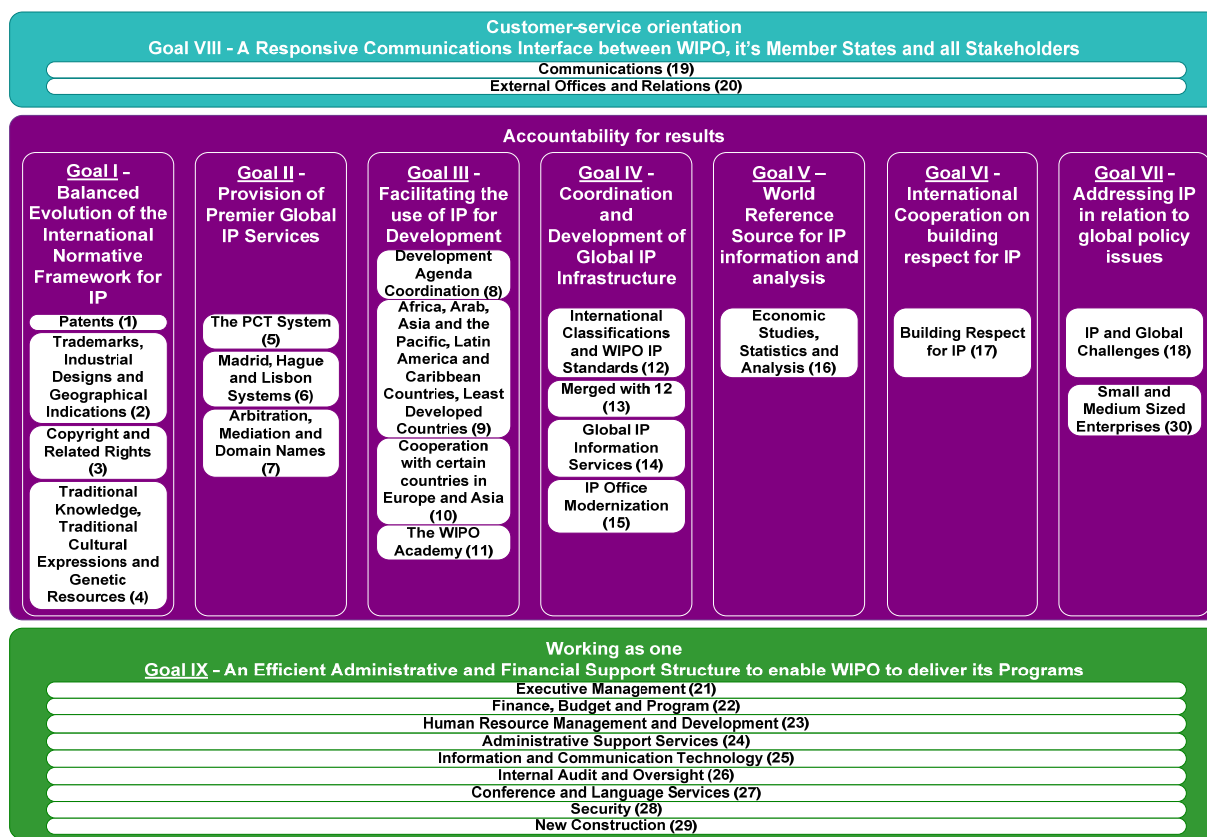 Customer-service orientation
Goal VIII - A Responsive Communications Interface between WIPO, it's Member States and all Stakeholders
Communications (19)
External Offices and Relations (20)
Accountability for results
Goal I -
Balanced
Evolution of the
International
Normative
Framework for
IP
Patents (1)
Trademarks,
Industrial
Designs and
Geographical
Indications (2)
Copyright and
Related Rights
(3)
Traditional
Knowledge,
Traditional
Cultural
Expressions and
Genetic
Resources (4)
Goal II -
Provision of
Premier Global
IP Services
The PCT System
(5)
Madrid, Hague
and Lisbon
Systems (6)
Arbitration,
Mediation and
Domain Names
(7)
Goal III -
Facilitating the
use of IP for
Development
Development
Agenda
Coordination (8)
Africa, Arab,
Asia and the
Pacific, Latin
America and
Caribbean
Countries, Least
Developed
Countries (9)
Cooperation
with certain
countries in
Europe and Asia
(10)
The WIPO
Academy (11)
Goal IV -
Coordination
and
Development of
Global IP
Infrastructure
International
Classifications
and WIPO IP
Standards (12)
Merged with 12
(13)
Global IP
Information
Services (14)
IP Office
Modernization
(15)
Goal V –
World
Reference
Source for IP
information and
analysis
Economic
Studies,
Statistics and
Analysis (16)
Goal VI -
International
Cooperation on
building
respect for IP
Building Respect
for IP (17)
Goal VII -
Addressing IP
in relation to
global policy
issues
IP and Global
Challenges (18)
Small and
Medium Sized
Enterprises (30)
Working as one
Goal IX - An Efficient Administrative and Financial Support Structure to enable WIPO to deliver its Programs
Executive Management (21)
Finance, Budget and Program (22)
Human Resource Management and Development (23)
Administrative Support Services (24)
Information and Communication Technology (25)
Internal Audit and Oversight (26)
Conference and Language Services (27)
Security (28)
New Construction (29)